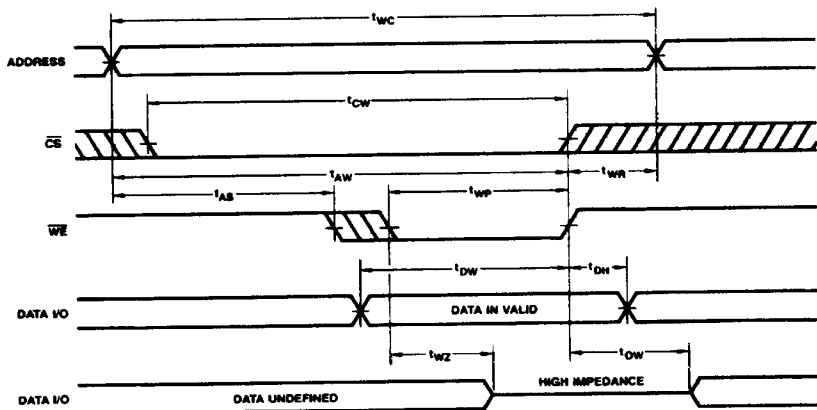 tWC
ADDRESS
tCW
CS
tAW
tWR
tAS
tWP
WE
tDW
tDH
DATA I/O
DATA IN VALID
tWZ
tOW
HIGH IMPEDANCE
DATA I/O
DATA UNDEFINED